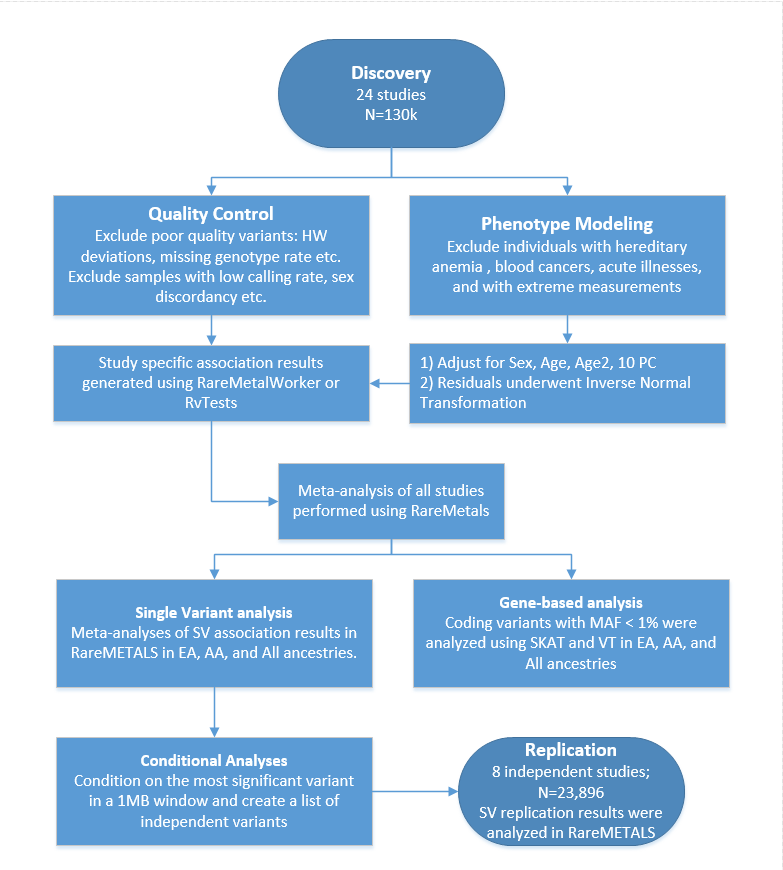 Discovery
24 studies
N=130k
Quality Control
Exclude poor quality variants: HW
deviations, missing genotype rate etc.
Exclude samples with low calling rate, sex
discordancy etc.
Phenotype Modeling
Exclude individuals with hereditary
anemia , blood cancers, acute illnesses,
and with extreme measurements
Study specific association results
generated using RareMetalWorker or
RvTests
1) Adjust for Sex, Age, Age2, 10 PC
2) Residuals underwent Inverse Normal
Transformation
Meta-analysis of all studies
performed using RareMetals
Single Variant analysis
Meta-analyses of SV association results in
RareMETALS in EA, AA, and All ancestries.
Gene-based analysis
Coding variants with MAF < 1% were
analyzed using SKAT and VT in EA, AA, and
All ancestries
Conditional Analyses
Condition on the most significant variant
in a 1MB window and create a list of
independent variants
Replication
8 independent studies;
N=23,896
SV replication results were
analyzed in RareMETALS